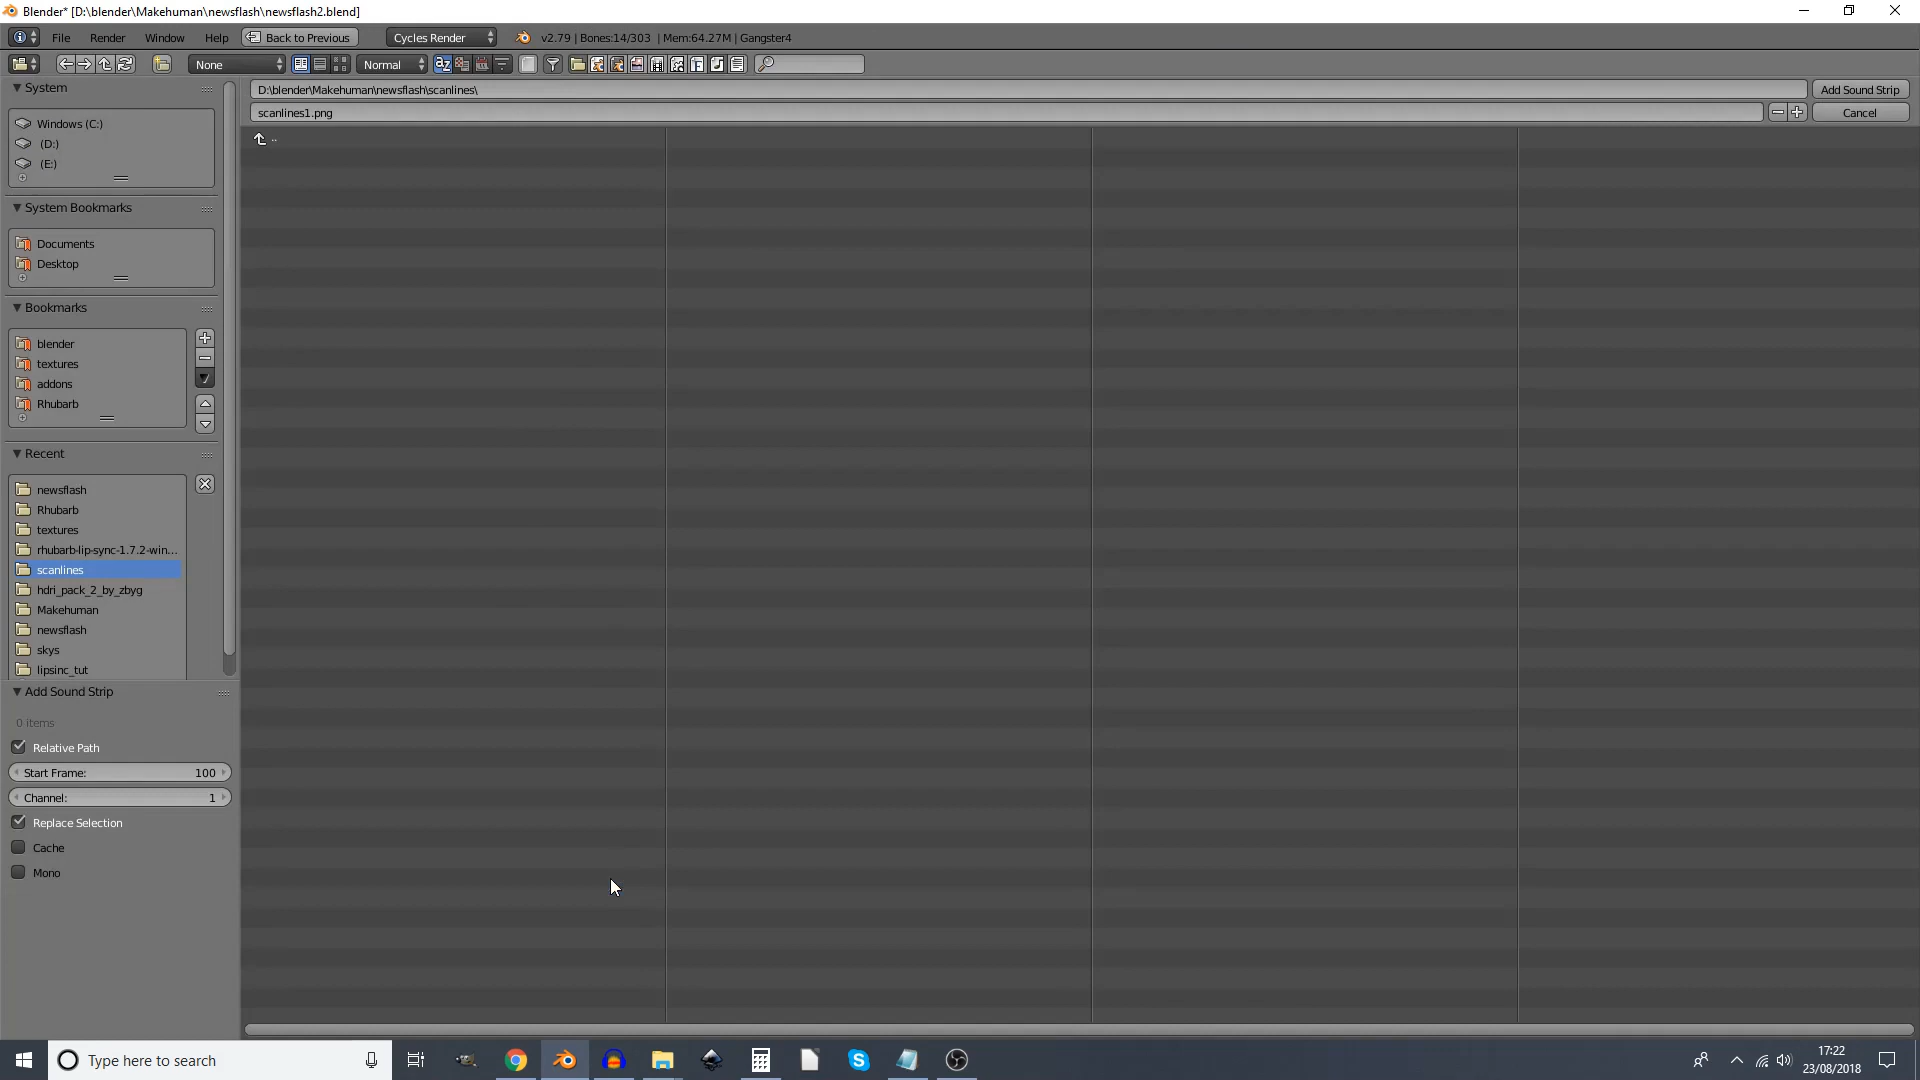 Blender* [D:\blender\Makehuman\newsflash\newsflash2.blend]
File Render Window Help Back to Previous Cycles Render v2.79 | Bones:14/303 | Mem:64.27M | Gangster4
None Normal
System
D:\blender\Makehuman\newsflash\scanlines\ Add Sound Strip
scanlines1.png Cancel
..
Windows (C:)
(D:)
(E:)
System Bookmarks
Documents
Desktop
Bookmarks
blender
textures
addons
Rhubarb
Recent
newsflash
Rhubarb
textures
rhubarb-lip-sync-1.7.2-win...
scanlines
hdri_pack_2_by_zbyg
Makehuman
newsflash
skys
lipsinc_tut
Add Sound Strip
0 items
Relative Path
Start Frame: 100
Channel: 1
Replace Selection
Cache
Mono
Type here to search
17:22
23/08/2018